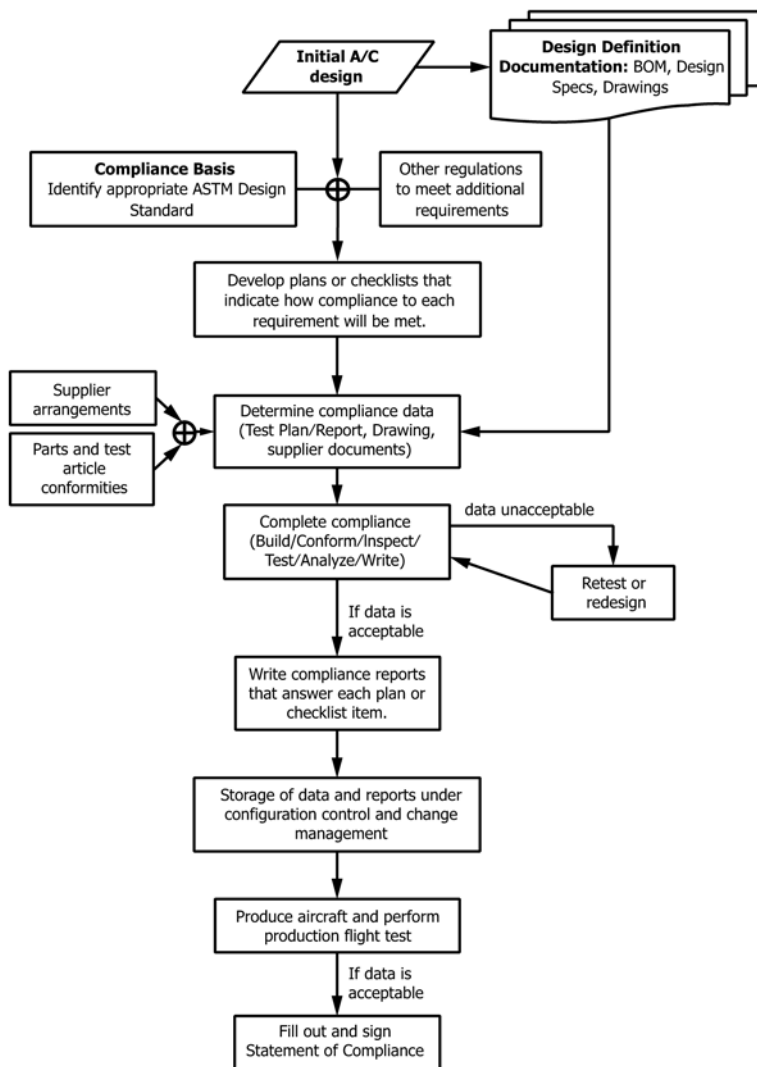 Initial A/C
design
Design Definition
Documentation: BOM, Design
Specs, Drawings
Compliance Basis
Identify appropriate ASTM Design
Standard
Other regulations
to meet additional
requirements
Develop plans or checklists that
indicate how compliance to each
requirement will be met.
Supplier
arrangements
Parts and test
article
conformities
Determine compliance data
(Test Plan/Report, Drawing,
supplier documents)
Complete compliance
(Build/Conform/Inspect/
Test/Analyze/Write)
data unacceptable
Retest or
redesign
If data is
acceptable
Write compliance reports
that answer each plan or
checklist item.
Storage of data and reports under
configuration control and change
management
Produce aircraft and perform
production flight test
If data is
acceptable
Fill out and sign
Statement of Compliance